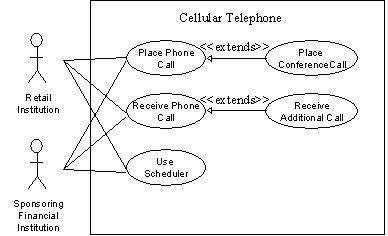 Cellular Telephone
Place Phone
Call
<<extends>>
Place
ConferenceCall
Retail
Institution
Receive Phone
Call
<<extends>>
Receive
Additional Call
Use
Scheduler
Sponsoring
Financial
Institution